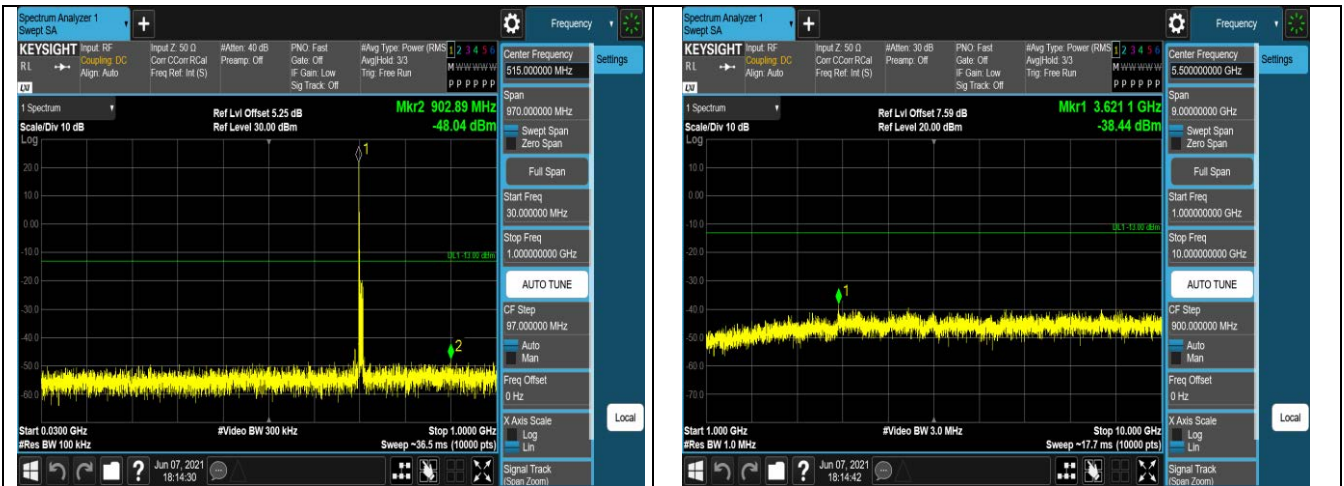 Spectrum Analyzer 1
Swept SA
Frequency
KEYSIGHT
RL
LXI
Input: RF
Coupling: DC
Align: Auto
Input Z: 50 Ω
Corr CCorr RCal
Freq Ref: Int (S)
#Atten: 40 dB
Preamp: Off
PNO: Fast
Gate: Off
IF Gain: Low
Sig Track: Off
#Avg Type: Power (RMS
Avg|Hold: 3/3
Trig: Free Run
1 2 3 4 5 6
M W W W W W
P P P P P P
Center Frequency
515.000000 MHz
Settings
1 Spectrum
Scale/Div 10 dB
Log
Ref Lvl Offset 5.25 dB
Ref Level 30.00 dBm
Mkr2 902.89 MHz
-48.04 dBm
Span
970.000000 MHz
Swept Span
Zero Span
Full Span
Start Freq
30.000000 MHz
Stop Freq
1.000000000 GHz
AUTO TUNE
CF Step
97.000000 MHz
Auto
Man
Freq Offset
0 Hz
X Axis Scale
Log
Lin
Signal Track
(Span Zoom)
Local
1
20.0
10.0
0.00
-10.0
DL1 -13.00 dBm
-20.0
-30.0
-40.0
2
-50.0
-60.0
Start 0.0300 GHz
#Res BW 100 kHz
#Video BW 300 kHz
Stop 1.0000 GHz
Sweep ~36.5 ms (10000 pts)
?
Jun 07, 2021
18:14:30
Spectrum Analyzer 1
Swept SA
Frequency
KEYSIGHT
RL
LXI
Input: RF
Coupling: DC
Align: Auto
Input Z: 50 Ω
Corr CCorr RCal
Freq Ref: Int (S)
#Atten: 30 dB
Preamp: Off
PNO: Fast
Gate: Off
IF Gain: Low
Sig Track: Off
#Avg Type: Power (RMS
Avg|Hold: 3/3
Trig: Free Run
1 2 3 4 5 6
M W W W W W
P P P P P P
Center Frequency
5.500000000 GHz
Settings
1 Spectrum
Scale/Div 10 dB
Log
Ref Lvl Offset 7.59 dB
Ref Level 20.00 dBm
Mkr1 3.621 1 GHz
-38.44 dBm
Span
9.00000000 GHz
Swept Span
Zero Span
Full Span
Start Freq
1.000000000 GHz
Stop Freq
10.000000000 GHz
AUTO TUNE
CF Step
900.000000 MHz
Auto
Man
Freq Offset
0 Hz
X Axis Scale
Log
Lin
Signal Track
(Span Zoom)
Local
10.0
0.00
-10.0
DL1 -13.00 dBm
-20.0
-30.0
1
-40.0
-50.0
-60.0
-70.0
Start 1.000 GHz
#Res BW 1.0 MHz
#Video BW 3.0 MHz
Stop 10.000 GHz
Sweep ~17.7 ms (10000 pts)
?
Jun 07, 2021
18:14:42